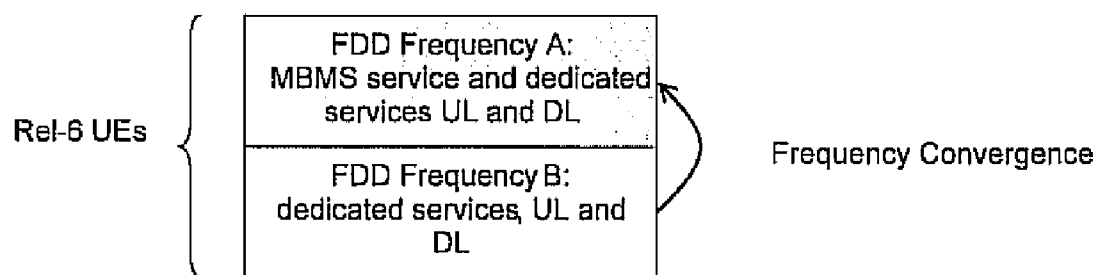 Rel-6 UEs
FDD Frequency A:
MBMS service and dedicated
services UL and DL
FDD Frequency B:
dedicated services, UL and
DL
Frequency Convergence